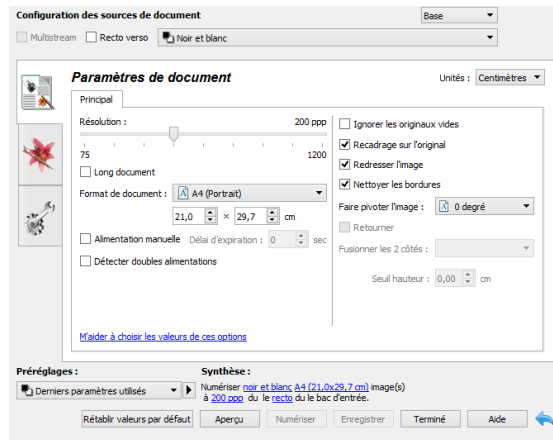 Configuration des sources de document Base
Multistream Recto verso Noir et blanc
Paramètres de document Unités : Centimètres
Principal
Résolution : 200 ppp
75 1200
Long document
Format de document : A4 (Portrait)
21,0 × 29,7 cm
Alimentation manuelle Délai d'expiration : 0 sec
Détecter doubles alimentations
Ignorer les originaux vides
Recadrage sur l'original
Redresser l'image
Nettoyer les bordures
Faire pivoter l'image : 0 degré
Retourner
Fusionner les 2 côtés :
Seuil hauteur : 0,00 cm
M'aider à choisir les valeurs de ces options
Préréglages : Synthèse :
Derniers paramètres utilisés Numériser noir et blanc A4 (21,0x29,7 cm) image(s)
à 200 ppp du le recto du le bac d'entrée.
Rétablir valeurs par défaut Aperçu Numériser Enregistrer Terminé Aide